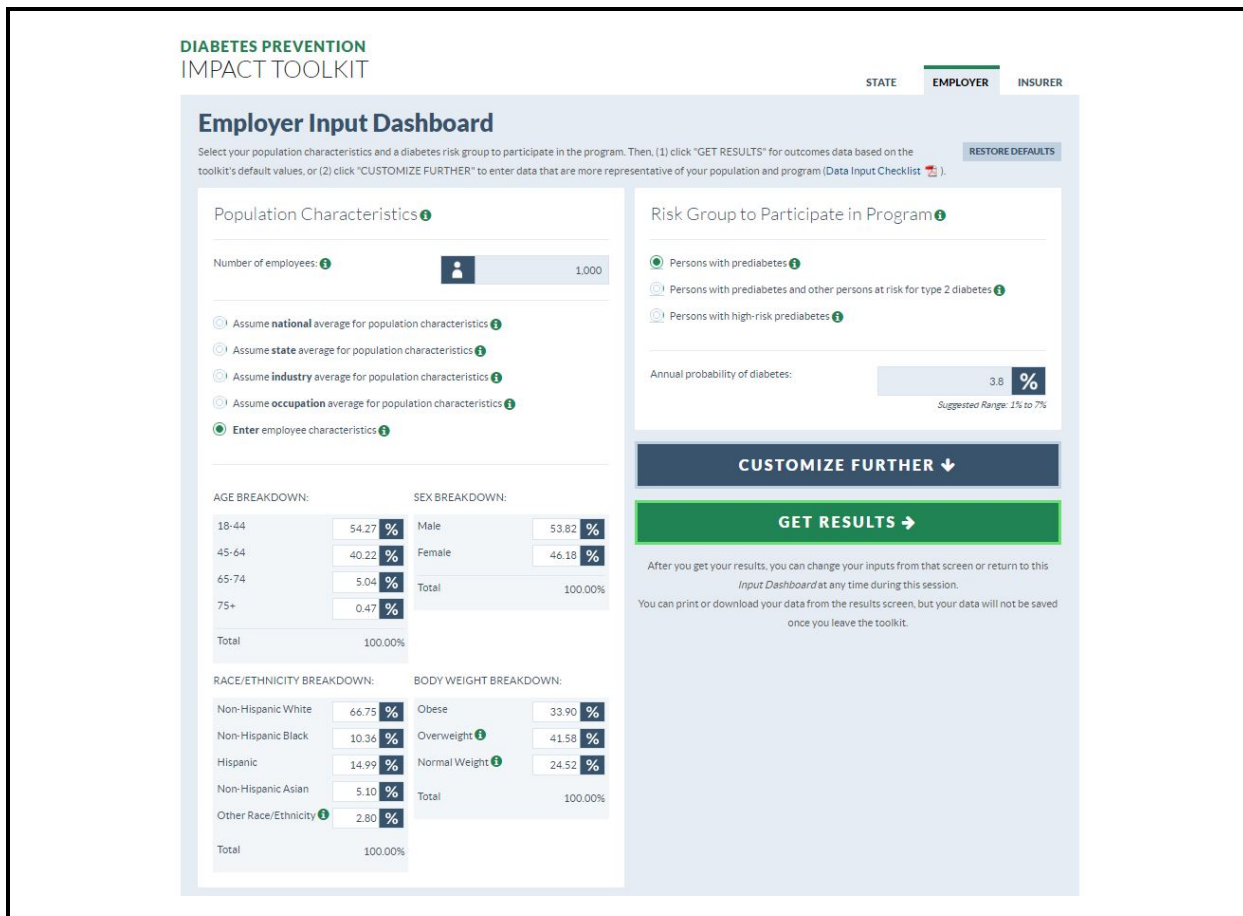 DIABETES PREVENTION
IMPACT TOOLKIT
STATE
EMPLOYER
INSURER
Employer Input Dashboard
Select your population characteristics and a diabetes risk group to participate in the program. Then, (1) click "GET RESULTS" for outcomes data based on the
toolkit's default values, or (2) click "CUSTOMIZE FURTHER" to enter data that are more representative of your population and program (Data Input Checklist ).
RESTORE DEFAULTS
Population Characteristics
Number of employees:
1,000
Assume national average for population characteristics
Assume state average for population characteristics
Assume industry average for population characteristics
Assume occupation average for population characteristics
Enter employee characteristics
AGE BREAKDOWN:
18-44 54.27 %
45-64 40.22 %
65-74 5.04 %
75+ 0.47 %
Total 100.00%
SEX BREAKDOWN:
Male 53.82 %
Female 46.18 %
Total 100.00%
RACE/ETHNICITY BREAKDOWN:
Non-Hispanic White 66.75 %
Non-Hispanic Black 10.36 %
Hispanic 14.99 %
Non-Hispanic Asian 5.10 %
Other Race/Ethnicity 2.80 %
Total 100.00%
BODY WEIGHT BREAKDOWN:
Obese 33.90 %
Overweight 41.58 %
Normal Weight 24.52 %
Total 100.00%
Risk Group to Participate in Program
Persons with prediabetes
Persons with prediabetes and other persons at risk for type 2 diabetes
Persons with high-risk prediabetes
Annual probability of diabetes:
3.8 %
Suggested Range: 1% to 7%
CUSTOMIZE FURTHER
GET RESULTS
After you get your results, you can change your inputs from that screen or return to this
Input Dashboard at any time during this session.
You can print or download your data from the results screen, but your data will not be saved
once you leave the toolkit.